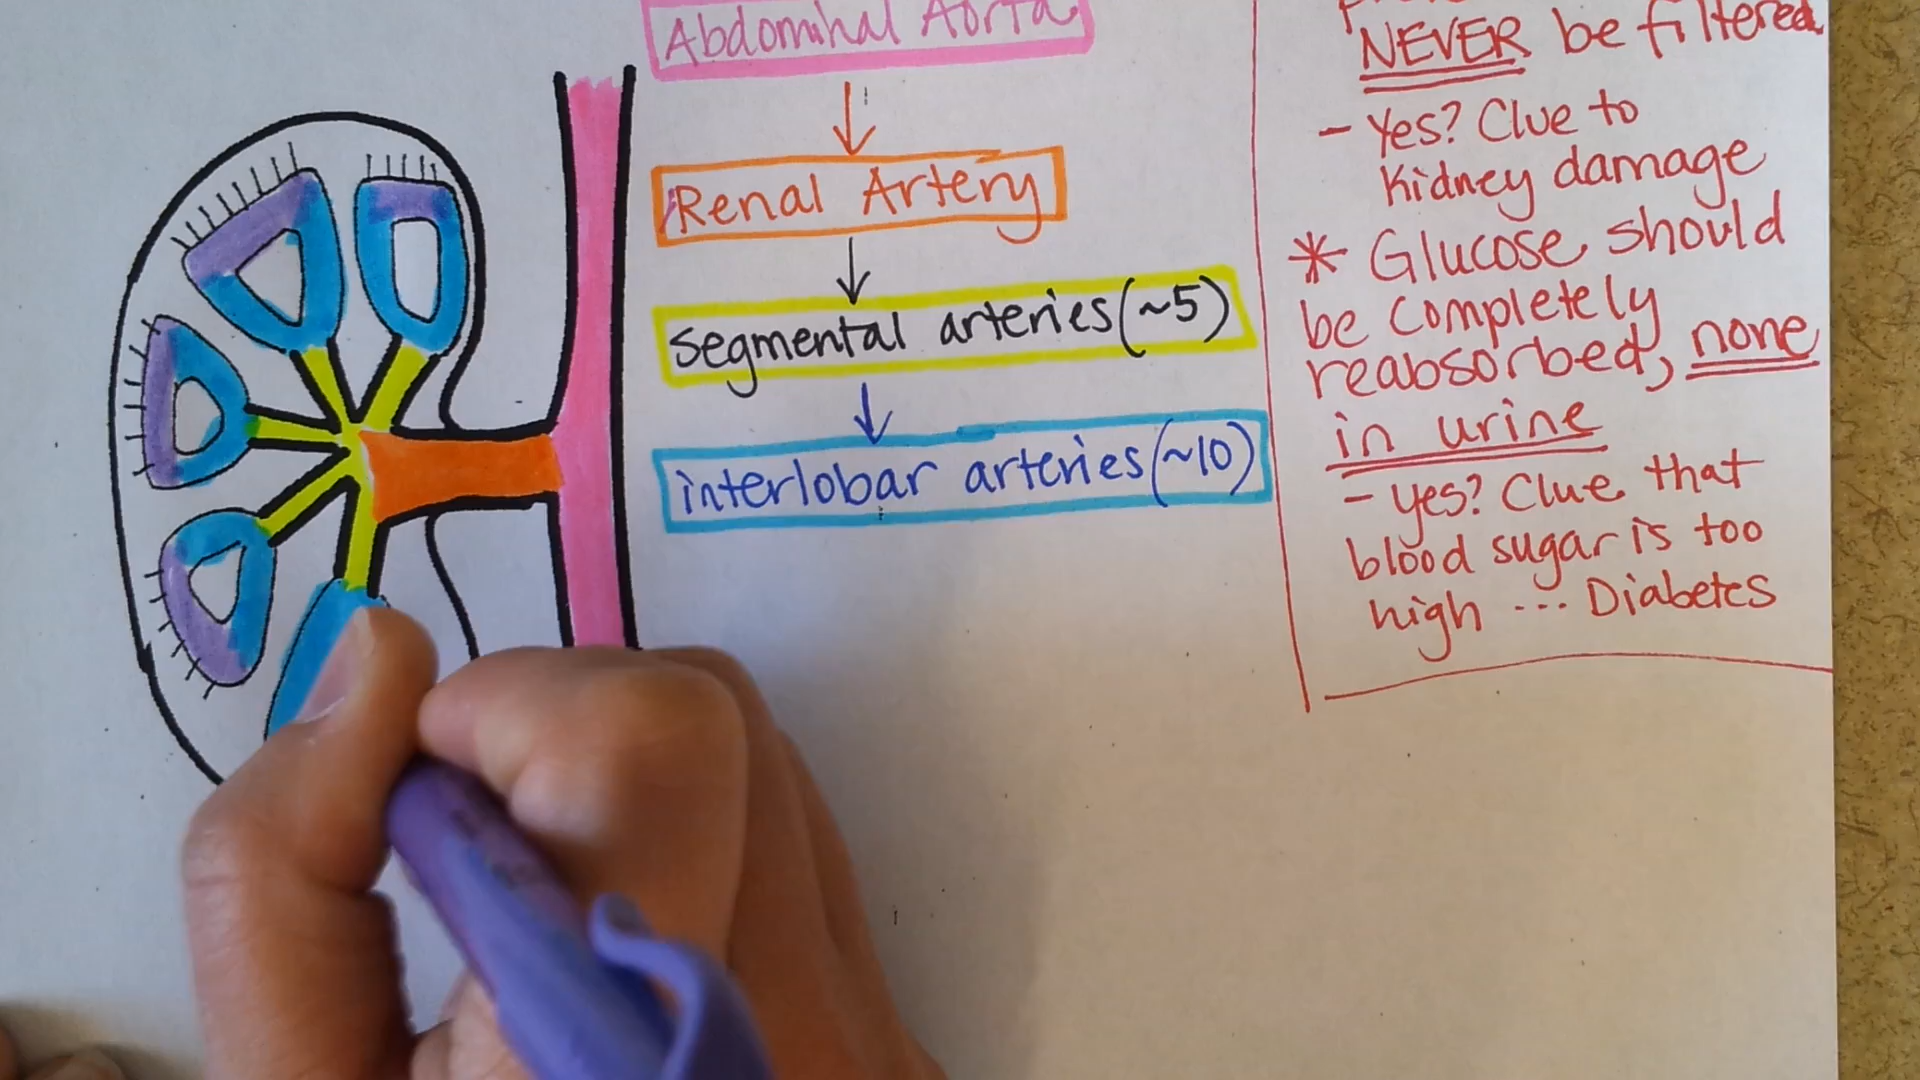 Abdominal Aorta
Renal Artery
segmental arteries (~5)
interlobar arteries (~10)
NEVER be filtered
- Yes? Clue to
Kidney damage
* Glucose should
be completely
reabsorbed, none
in urine
- yes? Clue that
blood sugar is too
high --- Diabetes